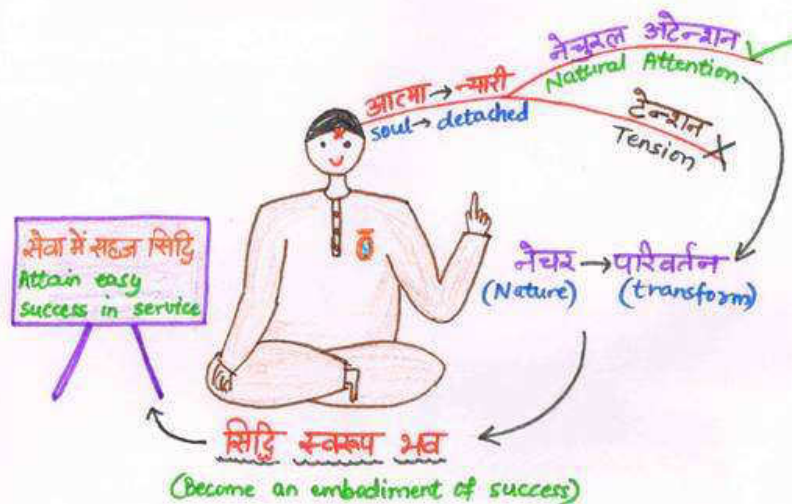 नेचुरल अटेन्शन
Natural Attention
आत्मा → न्यारी
soul → detached
टेन्शन
Tension
नेचर → परिवर्तन
(Nature) (transform)
सेवा में सहज सिद्धि
Attain easy
success in service
सिद्धि स्वरूप भव
(Become an embodiment of success)